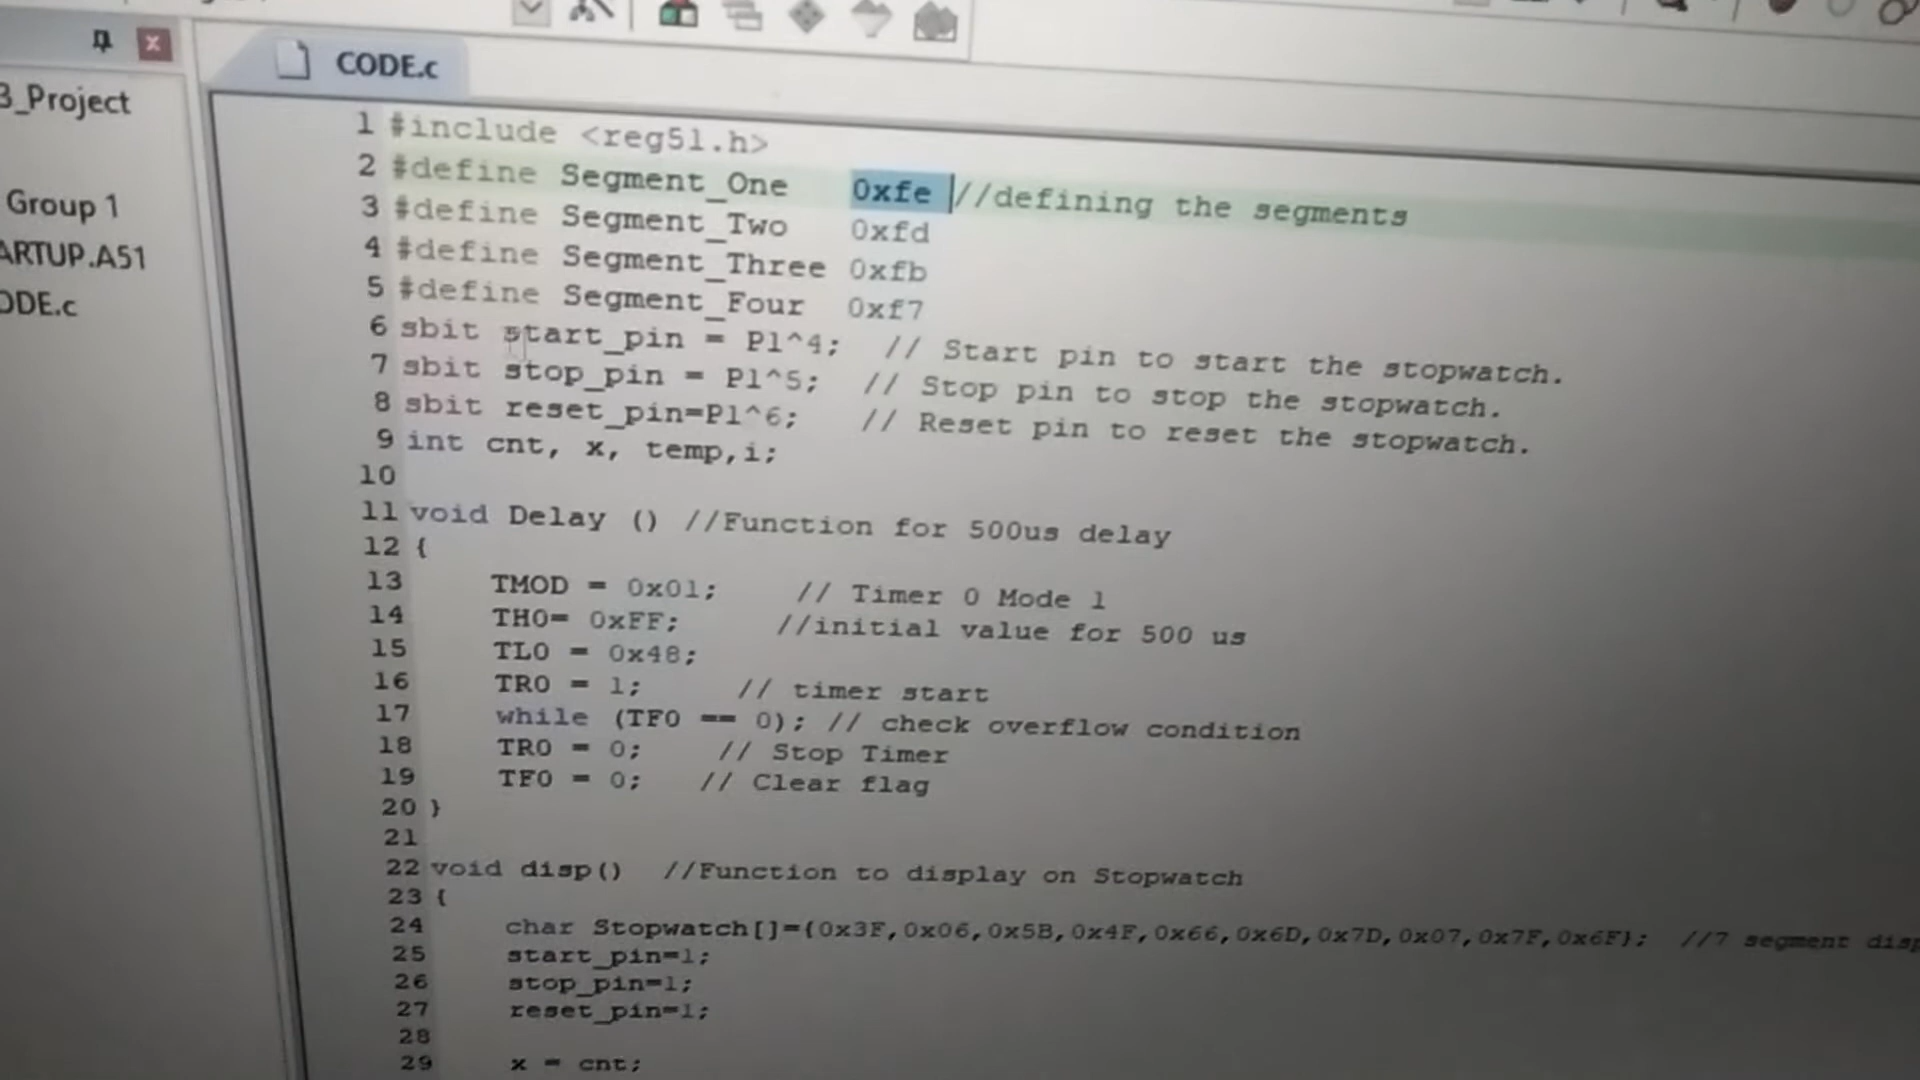 CODE.c
3_Project
Group 1
ARTUP.A51
ODE.c
1 #include <reg51.h>
2 #define Segment_One 0xfe //defining the segments
3 #define Segment_Two 0xfd
4 #define Segment_Three 0xfb
5 #define Segment_Four 0xf7
6 sbit start_pin = P1^4; // Start pin to start the stopwatch.
7 sbit stop_pin = P1^5; // Stop pin to stop the stopwatch.
8 sbit reset_pin=P1^6; // Reset pin to reset the stopwatch.
9 int cnt, x, temp,i;
10
11 void Delay () //Function for 500us delay
12 {
13 TMOD = 0x01; // Timer 0 Mode 1
14 TH0= 0xFF; //initial value for 500 us
15 TL0 = 0x48;
16 TR0 = 1; // timer start
17 while (TF0 == 0); // check overflow condition
18 TR0 = 0; // Stop Timer
19 TF0 = 0; // Clear flag
20 }
21
22 void disp() //Function to display on Stopwatch
23 {
24 char Stopwatch[]={0x3F,0x06,0x5B,0x4F,0x66,0x6D,0x7D,0x07,0x7F,0x6F}; //7 segment disp
25 start_pin=1;
26 stop_pin=1;
27 reset_pin=1;
28
29 x = cnt;